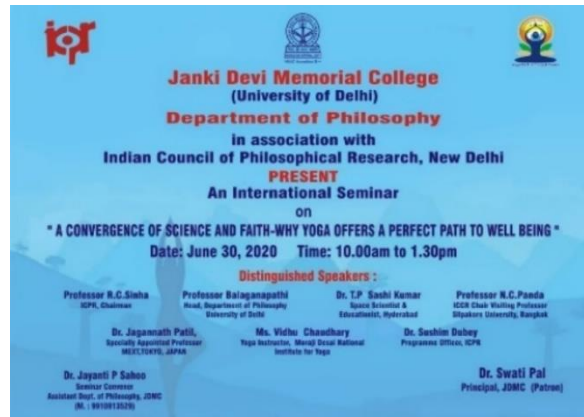 icpr
Janki Devi Memorial College
(University of Delhi)
Department of Philosophy
in association with
Indian Council of Philosophical Research, New Delhi
PRESENT
An International Seminar
on
" A CONVERGENCE OF SCIENCE AND FAITH-WHY YOGA OFFERS A PERFECT PATH TO WELL BEING "
Date: June 30, 2020 Time: 10.00am to 1.30pm
Distinguished Speakers :
Professor R.C.Sinha Professor Balaganapathi Dr. T.P Sashi Kumar Professor N.C.Panda
ICPR, Chairman Head, Department of Philosophy Space Scientist & ICCR Chair Visiting Professor
University of Delhi Educationist, Hyderabad Silpakorn University, Bangkok
Dr. Jagannath Patil, Ms. Vidhu Chaudhary Dr. Sushim Dubey
Specially Appointed Professor Yoga Instructor, Moraji Desai National Programme Officer, ICPR
MEXT,TOKYO, JAPAN Institute for Yoga
Dr. Jayanti P Sahoo Dr. Swati Pal
Seminar Convenor Principal, JDMC (Patron)
Assistant Dept. of Philosophy, JDMC